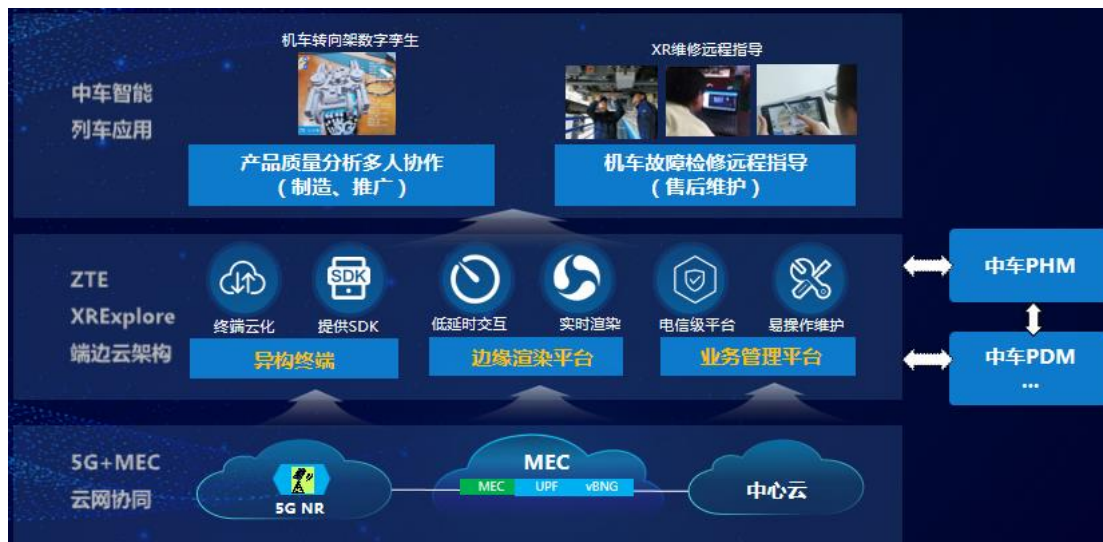 机车转向架数字孪生
XR维修远程指导
中车智能
列车应用
5G
产品质量分析多人协作
（制造、推广）
机车故障检修远程指导
（售后维护）
ZTE
XRExplore
端边云架构
SDK
终端云化
提供SDK
低延时交互
实时渲染
电信级平台
易操作维护
异构终端
边缘渲染平台
业务管理平台
中车PHM
中车PDM
...
5G+MEC
云网协同
5G NR
MEC
MEC
UPF
vBNG
中心云